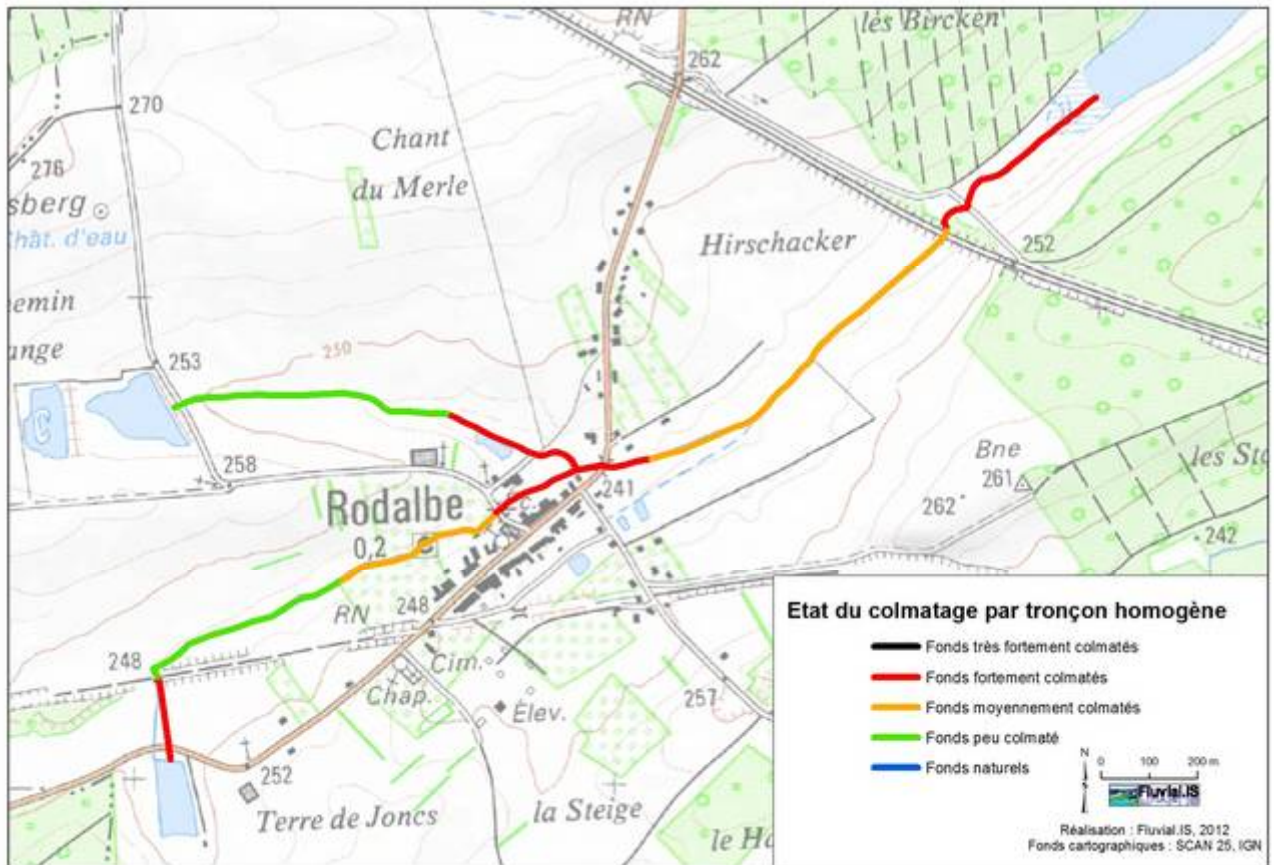 RN
les Bircken
262
270
Chant
du Merle
276
sberg
hât. d'eau
Hirschacker
252
emin
ange
250
253
258
Bne
261
les Sta
241
Rodalbe
0,2
262
242
RN
248
248
Cim.
Chap.
Élev.
257
252
Terre de Joncs
la Steige
le Ha
Etat du colmatage par tronçon homogène
Fonds très fortement colmatés
Fonds fortement colmatés
Fonds moyennement colmatés
Fonds peu colmaté
Fonds naturels
N
0 100 200 m
Fluvial.IS
Réalisation : Fluvial.IS, 2012
Fonds cartographiques : SCAN 25, IGN